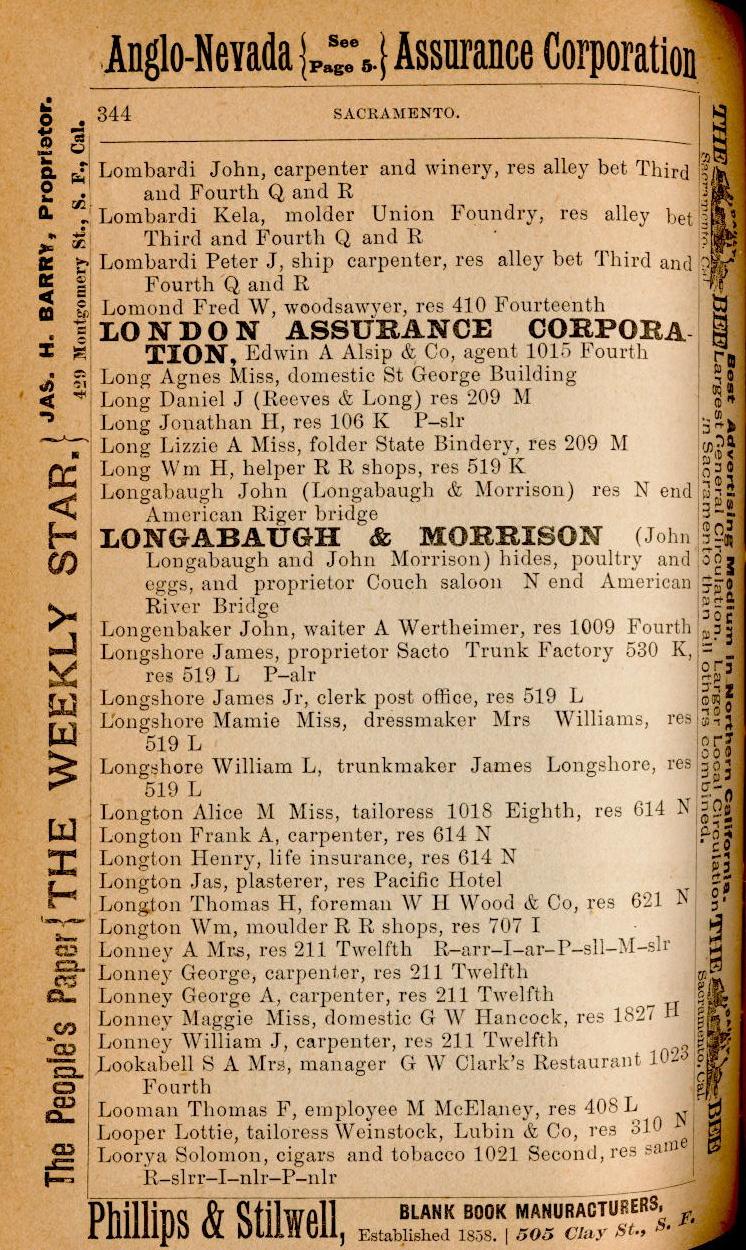 Anglo-Nevada { See Page 5. } Assurance Corporation
344
SACRAMENTO.
Lombardi John, carpenter and winery, res alley bet Third
and Fourth Q and R
Lombardi Kela, molder Union Foundry, res alley bet
Third and Fourth Q and R
Lombardi Peter J, ship carpenter, res alley bet Third and
Fourth Q and R
Lomond Fred W, woodsawyer, res 410 Fourteenth
LONDON ASSURANCE CORPORA-
TION, Edwin A Alsip & Co, agent 1015 Fourth
Long Agnes Miss, domestic St George Building
Long Daniel J (Reeves & Long) res 209 M
Long Jonathan H, res 106 K P-slr
Long Lizzie A Miss, folder State Bindery, res 209 M
Long Wm H, helper R R shops, res 519 K
Longabaugh John (Longabaugh & Morrison) res N end
American Riger bridge
LONGABAUGH & MORRISON (John
Longabaugh and John Morrison) hides, poultry and
eggs, and proprietor Couch saloon N end American
River Bridge
Longenbaker John, waiter A Wertheimer, res 1009 Fourth
Longshore James, proprietor Sacto Trunk Factory 530 K,
res 519 L P-alr
Longshore James Jr, clerk post office, res 519 L
Longshore Mamie Miss, dressmaker Mrs Williams, res
519 L
Longshore William L, trunkmaker James Longshore, res
519 L
Longton Alice M Miss, tailoress 1018 Eighth, res 614 N
Longton Frank A, carpenter, res 614 N
Longton Henry, life insurance, res 614 N
Longton Jas, plasterer, res Pacific Hotel
Longton Thomas H, foreman W H Wood & Co, res 621 N
Longton Wm, moulder R R shops, res 707 I
Lonney A Mrs, res 211 Twelfth R-arr-I-ar-P-sll-M-slr
Lonney George, carpenter, res 211 Twelfth
Lonney George A, carpenter, res 211 Twelfth
Lonney Maggie Miss, domestic G W Hancock, res 1827 H
Lonney William J, carpenter, res 211 Twelfth
Lookabell S A Mrs, manager G W Clark's Restaurant 1023
Fourth
Looman Thomas F, employee M McElaney, res 408 L
Looper Lottie, tailoress Weinstock, Lubin & Co, res 310 N
Loorya Solomon, cigars and tobacco 1021 Second, res same
R-slrr-I-nlr-P-nlr
Phillips & Stilwell,
BLANK BOOK MANURACTURERS,
Established 1858. | 505 Clay St., S. F.
The People's Paper { THE WEEKLY STAR. }
JAS. H. BARRY, Proprietor.
429 Montgomery St., S. F., Cal.
THE BEE
Sacramento, Cal
Best Advertising Medium in Northern California.
Largest General Circulation. Larger Local Circulation
in Sacramento than all others combined.
THE BEE
Sacramento, Cal.